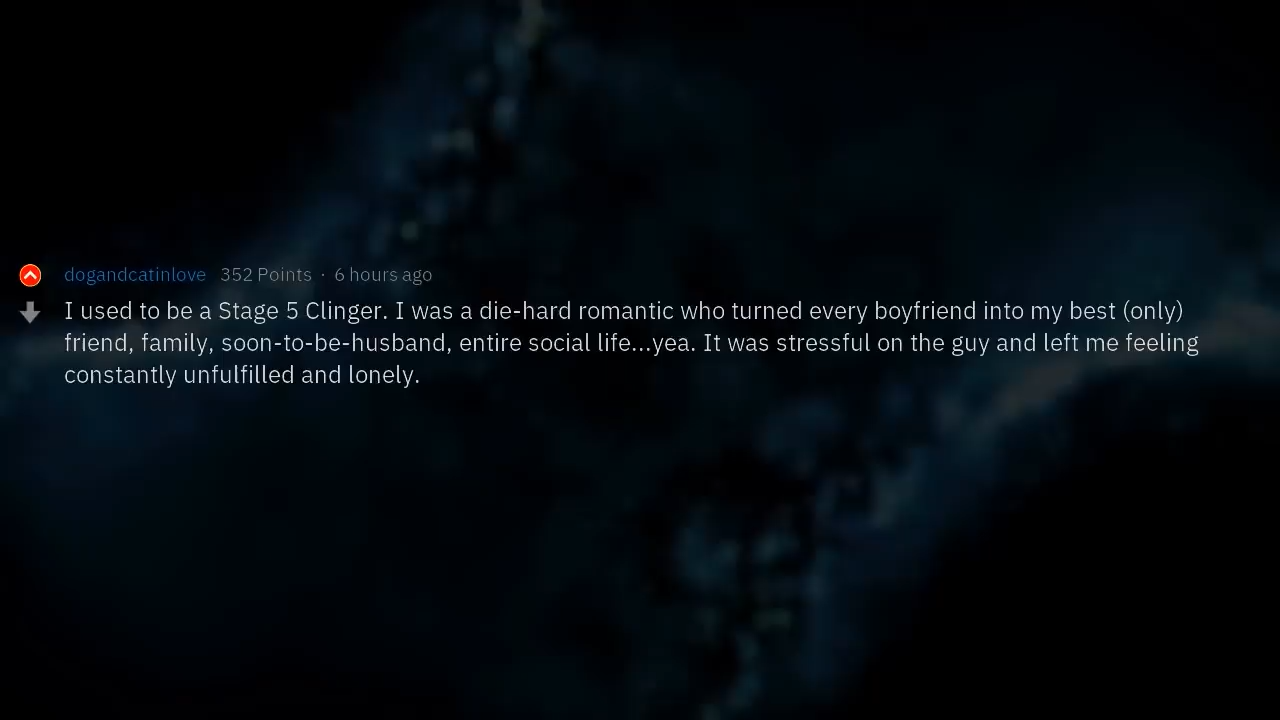 dogandcatinlove 352 Points · 6 hours ago
I used to be a Stage 5 Clinger. I was a die-hard romantic who turned every boyfriend into my best (only)
friend, family, soon-to-be-husband, entire social life...yea. It was stressful on the guy and left me feeling
constantly unfulfilled and lonely.